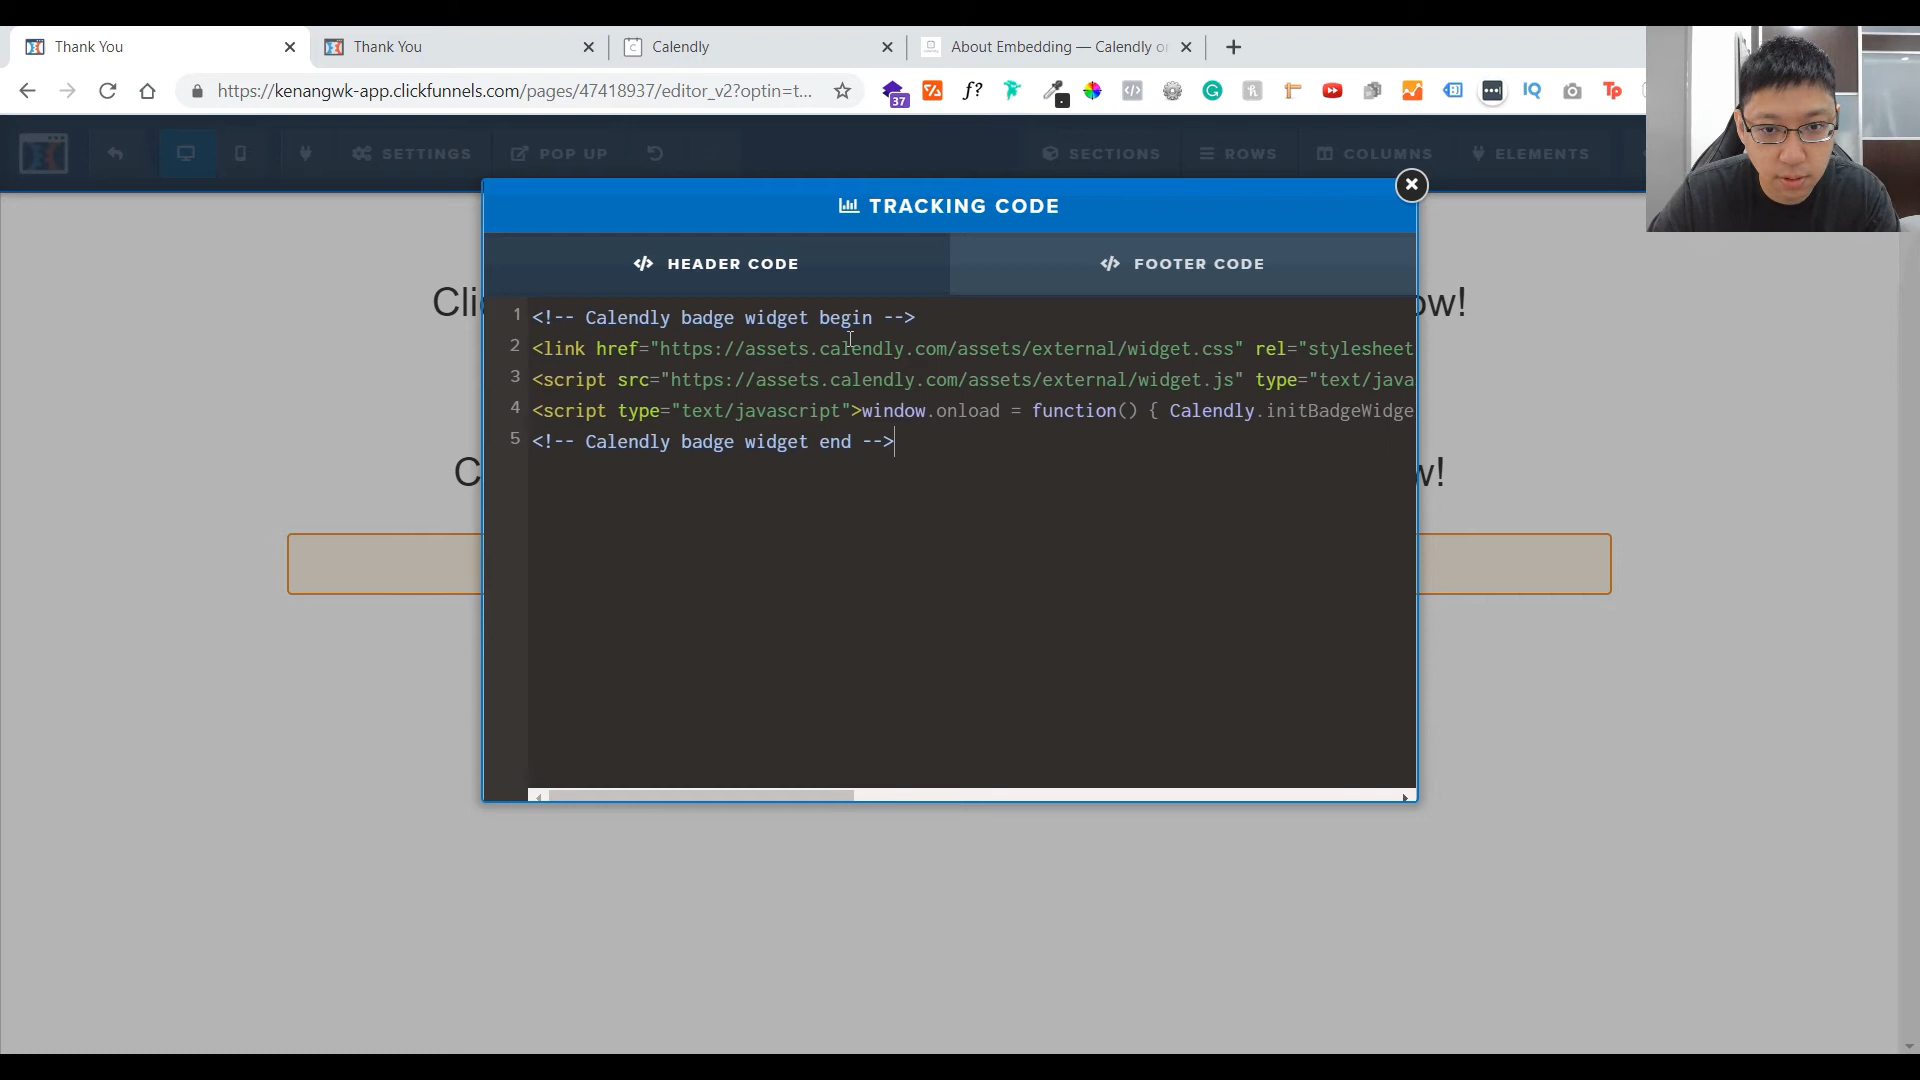 Thank You
Thank You
Calendly
About Embedding — Calendly o
https://kenangwk-app.clickfunnels.com/pages/47418937/editor_v2?optin=t...
37
f?
IQ
Tp
SETTINGS
POP UP
SECTIONS
ROWS
COLUMNS
ELEMENTS
TRACKING CODE
HEADER CODE
FOOTER CODE
Cli
ow!
C
w!
1 <!-- Calendly badge widget begin -->
2 <link href="https://assets.calendly.com/assets/external/widget.css" rel="stylesheet
3 <script src="https://assets.calendly.com/assets/external/widget.js" type="text/java
4 <script type="text/javascript">window.onload = function() { Calendly.initBadgeWidge
5 <!-- Calendly badge widget end -->